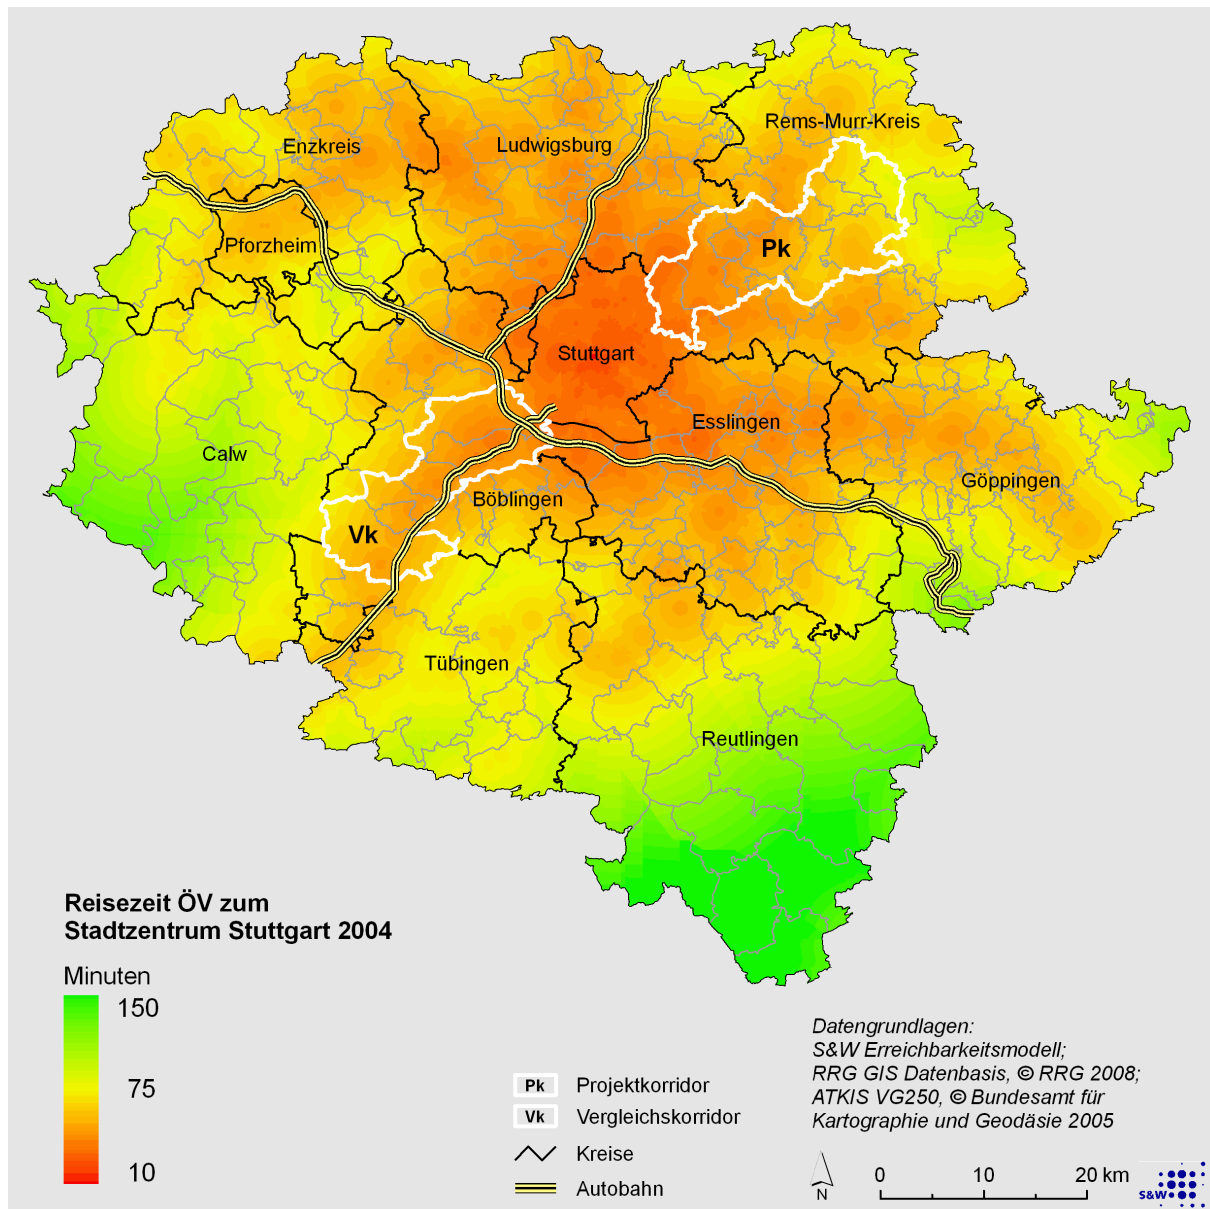 Rems-Murr-Kreis
Enzkreis
Ludwigsburg
Pforzheim
Pk
Stuttgart
Esslingen
Calw
Göppingen
Böblingen
Vk
Tübingen
Reutlingen
Reisezeit ÖV zum
Stadtzentrum Stuttgart 2004
Minuten
150
75
10
Pk Projektkorridor
Vk Vergleichskorridor
Kreise
Autobahn
Datengrundlagen:
S&W Erreichbarkeitsmodell;
RRG GIS Datenbasis, © RRG 2008;
ATKIS VG250, © Bundesamt für
Kartographie und Geodäsie 2005
N
0 10 20 km
S&W